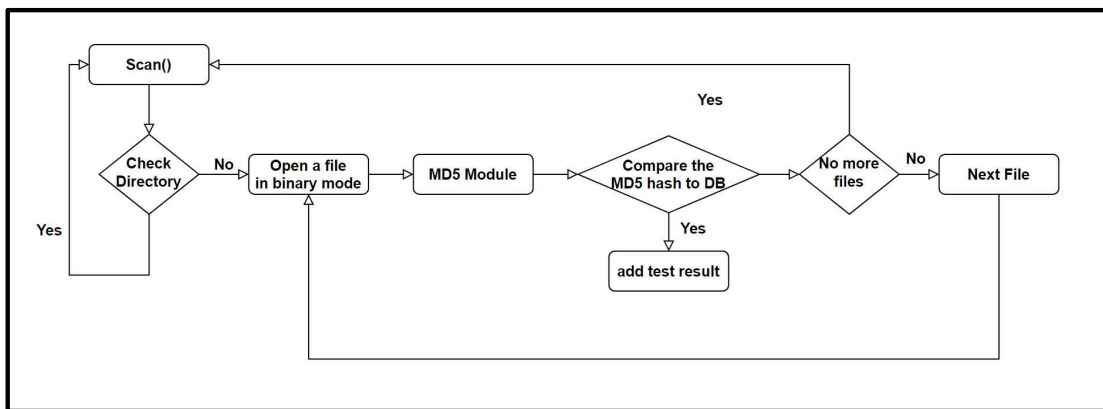 Scan()
Yes
Check
Directory
No
Open a file
in binary mode
MD5 Module
Compare the
MD5 hash to DB
No more
files
No
Next File
Yes
Yes
add test result